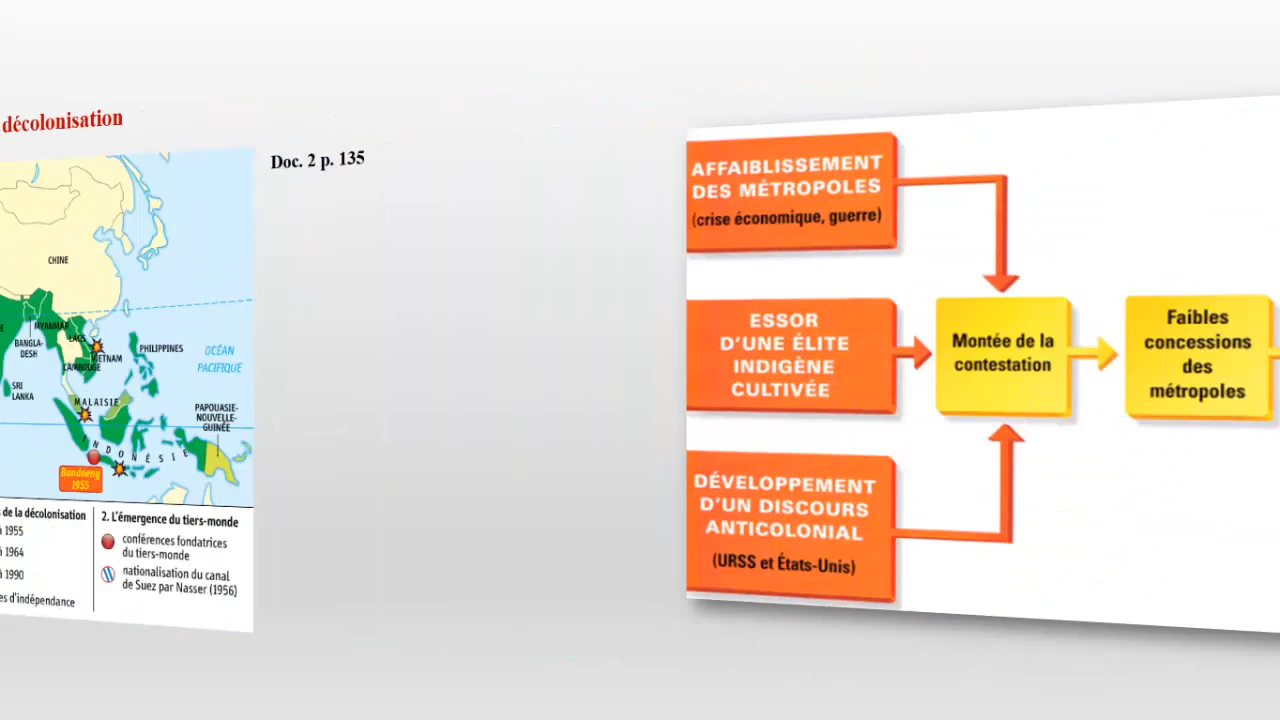 décolonisation
Doc. 2 p. 135
CHINE
MYANMAR
BANGLA-
DESH
LAOS
VIETNAM
CAMBODGE
PHILIPPINES
OCÉAN
PACIFIQUE
SRI
LANKA
MALAISIE
PAPOUASIE-
NOUVELLE-
GUINÉE
INDONÉSIE
Bandoeng
1955
de la décolonisation
à 1955
à 1964
à 1990
d'indépendance
2. L'émergence du tiers-monde
conférences fondatrices
du tiers-monde
nationalisation du canal
de Suez par Nasser (1956)
AFFAIBLISSEMENT
DES MÉTROPOLES
(crise économique, guerre)
ESSOR
D'UNE ÉLITE
INDIGÈNE
CULTIVÉE
DÉVELOPPEMENT
D'UN DISCOURS
ANTICOLONIAL
(URSS et États-Unis)
Montée de la
contestation
Faibles
concessions
des
métropoles